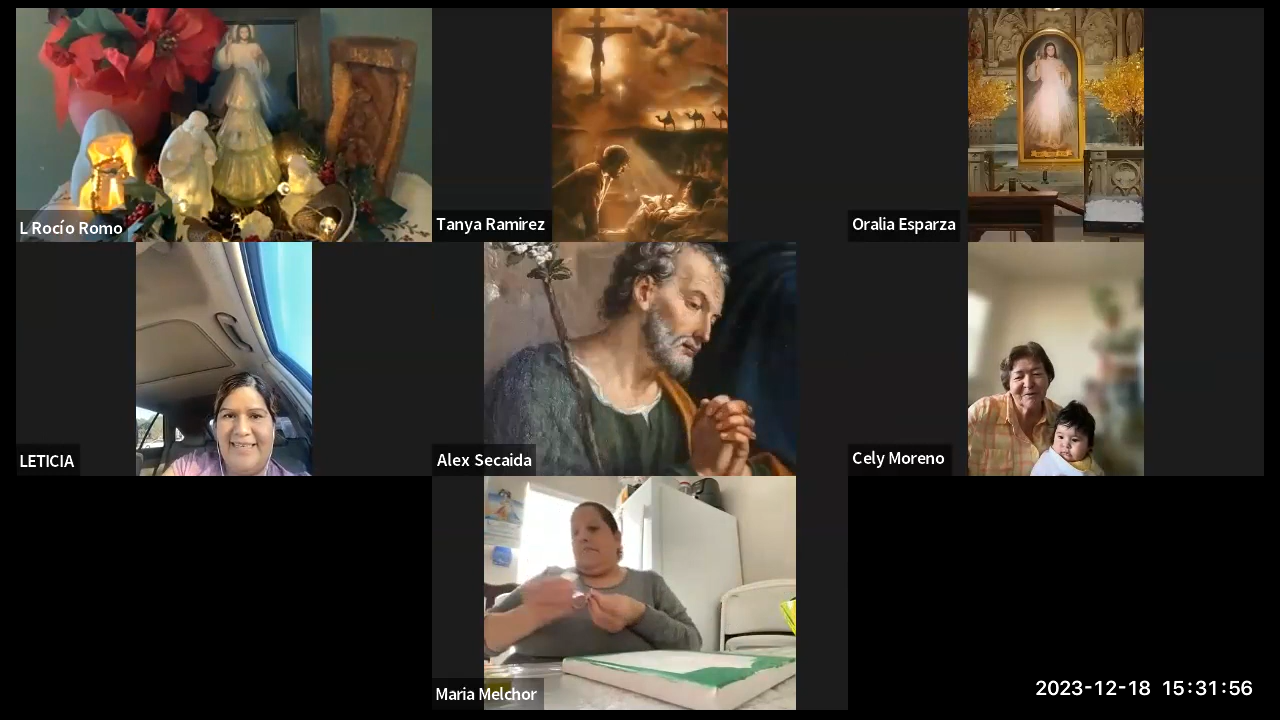 L Rocío Romo
Tanya Ramirez
Oralia Esparza
LETICIA
Alex Secaida
Cely Moreno
Maria Melchor
2023-12-18 15:31:56